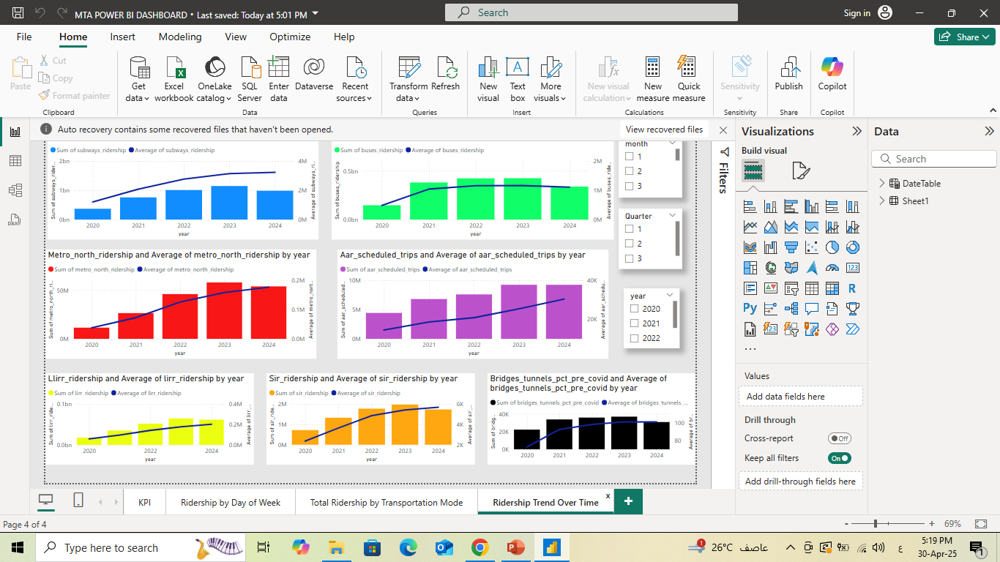 MTA POWER BI DASHBOARD • Last saved: Today at 5:01 PM
Search
Sign in
File
Home
Insert
Modeling
View
Optimize
Help
Share
Paste
Cut
Copy
Format painter
Clipboard
Get data
Excel workbook
OneLake catalog
SQL Server
Enter data
Dataverse
Recent sources
Data
Transform data
Refresh
Queries
New visual
Text box
More visuals
Insert
New visual calculation
New measure
Quick measure
Calculations
Sensitivity
Sensitivity
Publish
Share
Copilot
Copilot
Auto recovery contains some recovered files that haven't been opened.
View recovered files
Sum of subways_ridership Average of subways_ridership
2bn
1bn
0bn
Sum of subways_rider...
4M
2M
0M
Average of subways_ri...
2020 2021 2022 2023 2024
year
Sum of buses_ridership Average of buses_ridership
0.5bn
0.0bn
Sum of buses_ridership
2M
1M
0M
Average of buses_ride...
2020 2021 2022 2023 2024
year
month
1
2
3
Quarter
1
2
3
year
2020
2021
2022
Metro_north_ridership and Average of metro_north_ridership by year
Sum of metro_north_ridership Average of metro_north_ridership
50M
0M
Sum of metro_north_ri...
0.2M
0.1M
0.0M
Average of metro_nort...
2020 2021 2022 2023 2024
year
Aar_scheduled_trips and Average of aar_scheduled_trips by year
Sum of aar_scheduled_trips Average of aar_scheduled_trips
10M
5M
0M
Sum of aar_scheduled...
40K
20K
Average of aar_schedu...
2020 2021 2022 2023 2024
year
Llirr_ridership and Average of lirr_ridership by year
Sum of lirr_ridership Average of lirr_ridership
0.1bn
0.0bn
Sum of lirr_ride...
0.4M
0.2M
0.0M
Average of lirr_...
2020 2022 2024
year
Sir_ridership and Average of sir_ridership by year
Sum of sir_ridership Average of sir_ridership
2M
1M
0M
Sum of sir_ride...
6K
4K
2K
Average of sir_...
2020 2021 2022 2023 2024
year
Bridges_tunnels_pct_pre_covid and Average of
bridges_tunnels_pct_pre_covid by year
Sum of bridges_tunnels_pct_pre_covid Average of bridges_tunnels_...
40K
20K
0K
Sum of bridg...
100
80
Average of br...
2020 2021 2022 2023 2024
Filters
Visualizations
Build visual
Values
Add data fields here
Drill through
Cross-report
Off
Keep all filters
On
Add drill-through fields here
Data
Search
DateTable
Sheet1
KPI
Ridership by Day of Week
Total Ridership by Transportation Mode
Ridership Trend Over Time
x
+
Page 4 of 4
69%
Type here to search
26°C عاصف
ع
5:19 PM
30-Apr-25